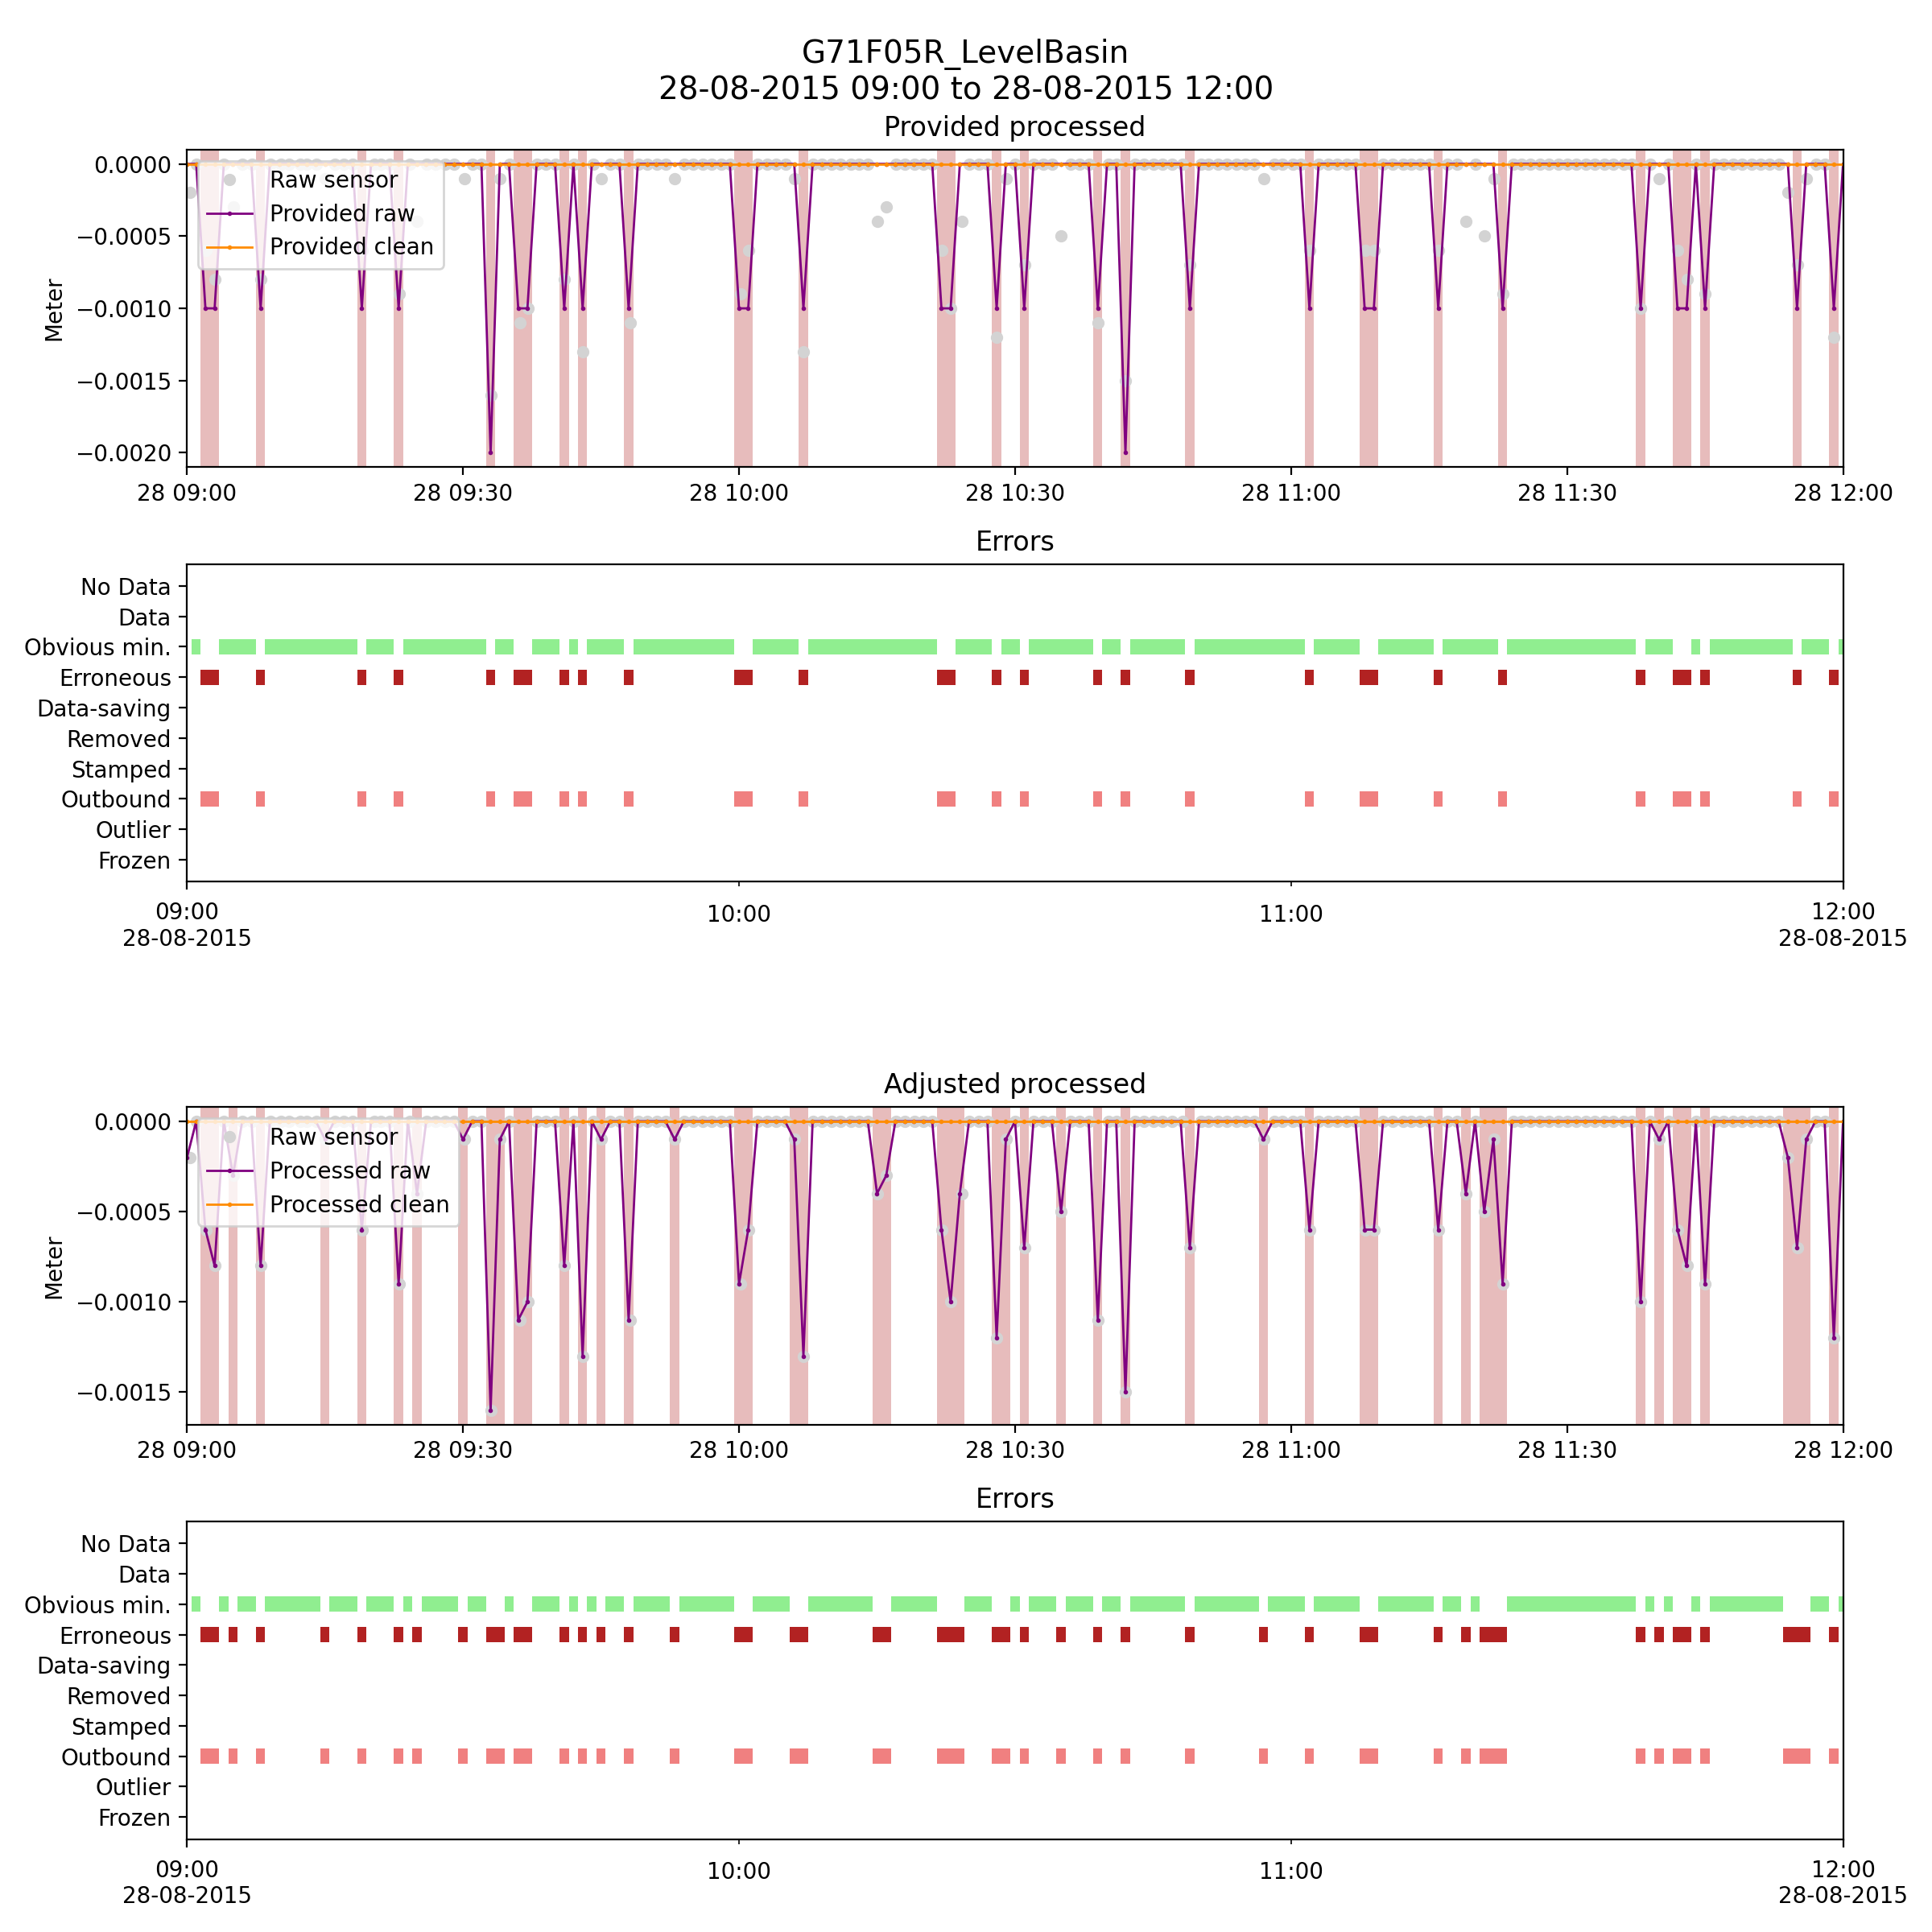 G71F05R_LevelBasin
28-08-2015 09:00 to 28-08-2015 12:00
Provided processed
Meter
0.0000
−0.0005
−0.0010
−0.0015
−0.0020
Raw sensor
Provided raw
Provided clean
28 09:00 28 09:30 28 10:00 28 10:30 28 11:00 28 11:30 28 12:00
Errors
No Data
Data
Obvious min.
Erroneous
Data-saving
Removed
Stamped
Outbound
Outlier
Frozen
09:00 10:00 11:00 12:00
28-08-2015 28-08-2015
Adjusted processed
Meter
0.0000
−0.0005
−0.0010
−0.0015
Raw sensor
Processed raw
Processed clean
28 09:00 28 09:30 28 10:00 28 10:30 28 11:00 28 11:30 28 12:00
Errors
No Data
Data
Obvious min.
Erroneous
Data-saving
Removed
Stamped
Outbound
Outlier
Frozen
09:00 10:00 11:00 12:00
28-08-2015 28-08-2015